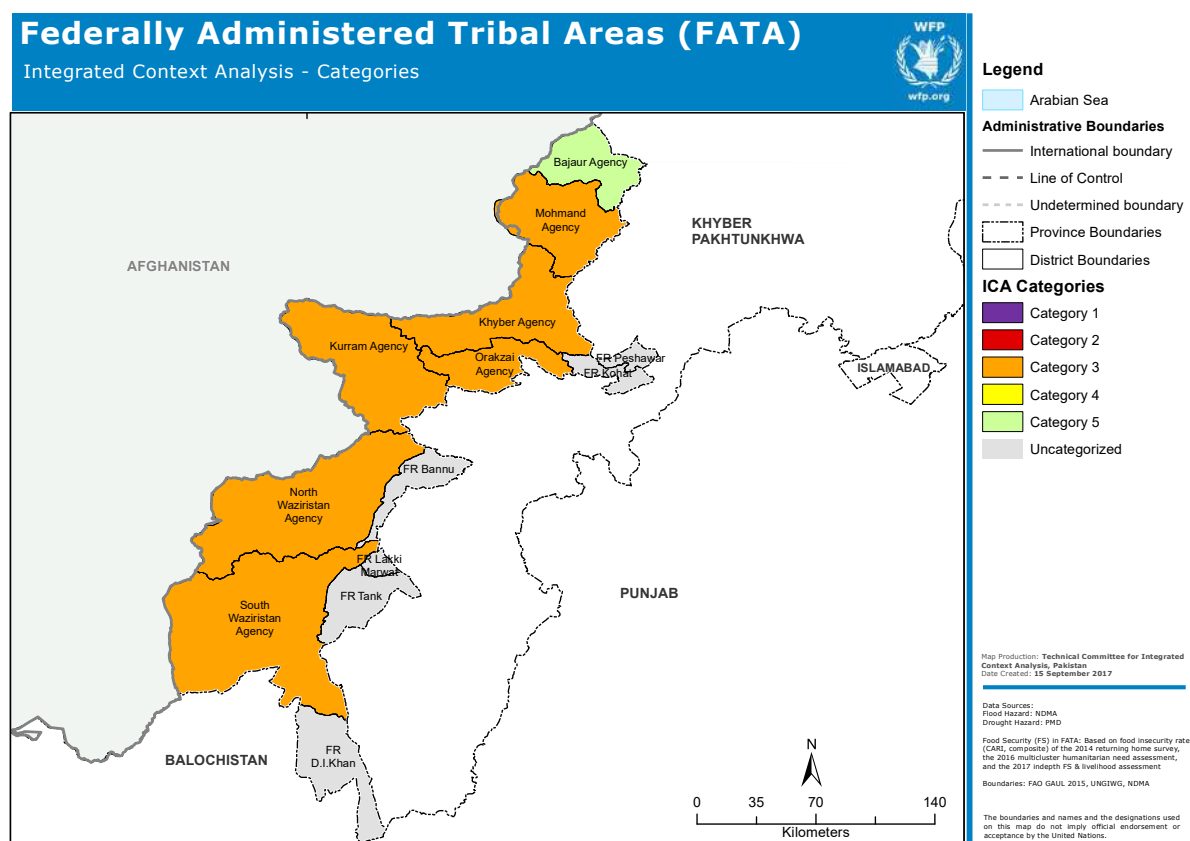 Federally Administered Tribal Areas (FATA)
Integrated Context Analysis - Categories
WFP
wfp.org
Bajaur Agency
Mohmand
Agency
KHYBER
PAKHTUNKHWA
AFGHANISTAN
Khyber Agency
Kurram Agency
Orakzai
Agency
FR Peshawar
FR Kohat
ISLAMABAD
FR Bannu
North
Waziristan
Agency
FR Lakki
Marwat
FR Tank
PUNJAB
South
Waziristan
Agency
FR
D.I.Khan
BALOCHISTAN
N
0 35 70 140
Kilometers
Legend
Arabian Sea
Administrative Boundaries
International boundary
Line of Control
Undetermined boundary
Province Boundaries
District Boundaries
ICA Categories
Category 1
Category 2
Category 3
Category 4
Category 5
Uncategorized
Map Production: Technical Committee for Integrated
Context Analysis, Pakistan
Date Created: 15 September 2017
Data Sources:
Flood Hazard: NDMA
Drought Hazard: PMD
Food Security (FS) in FATA: Based on food insecurity rate
(CARI, composite) of the 2014 returning home survey,
the 2016 multicluster humanitarian need assessment,
and the 2017 indepth FS & livelihood assessment
Boundaries: FAO GAUL 2015, UNGIWG, NDMA
The boundaries and names and the designations used
on this map do not imply official endorsement or
acceptance by the United Nations.